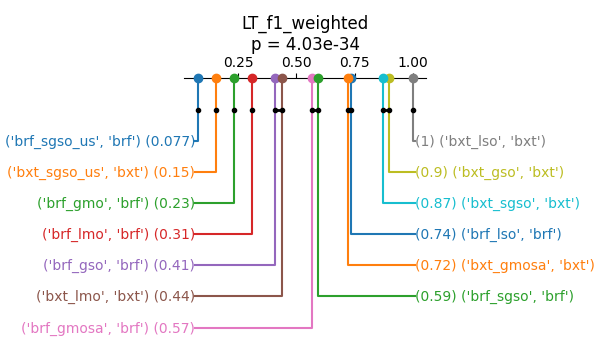 LT_f1_weighted
p = 4.03e-34
0.25 0.50 0.75 1.00
('brf_sgso_us', 'brf') (0.077) (1) ('bxt_lso', 'bxt')
('bxt_sgso_us', 'bxt') (0.15) (0.9) ('bxt_gso', 'bxt')
('brf_gmo', 'brf') (0.23) (0.87) ('bxt_sgso', 'bxt')
('brf_lmo', 'brf') (0.31) (0.74) ('brf_lso', 'brf')
('brf_gso', 'brf') (0.41) (0.72) ('bxt_gmosa', 'bxt')
('bxt_lmo', 'bxt') (0.44) (0.59) ('brf_sgso', 'brf')
('brf_gmosa', 'brf') (0.57)